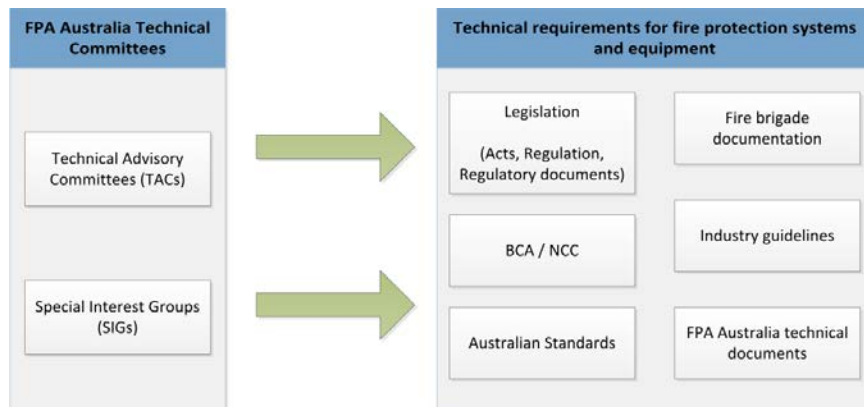 FPA Australia Technical
Committees
Technical Advisory
Committees (TACs)
Special Interest Groups
(SIGs)
Technical requirements for fire protection systems
and equipment
Legislation
(Acts, Regulation,
Regulatory documents)
BCA / NCC
Australian Standards
Fire brigade
documentation
Industry guidelines
FPA Australia technical
documents